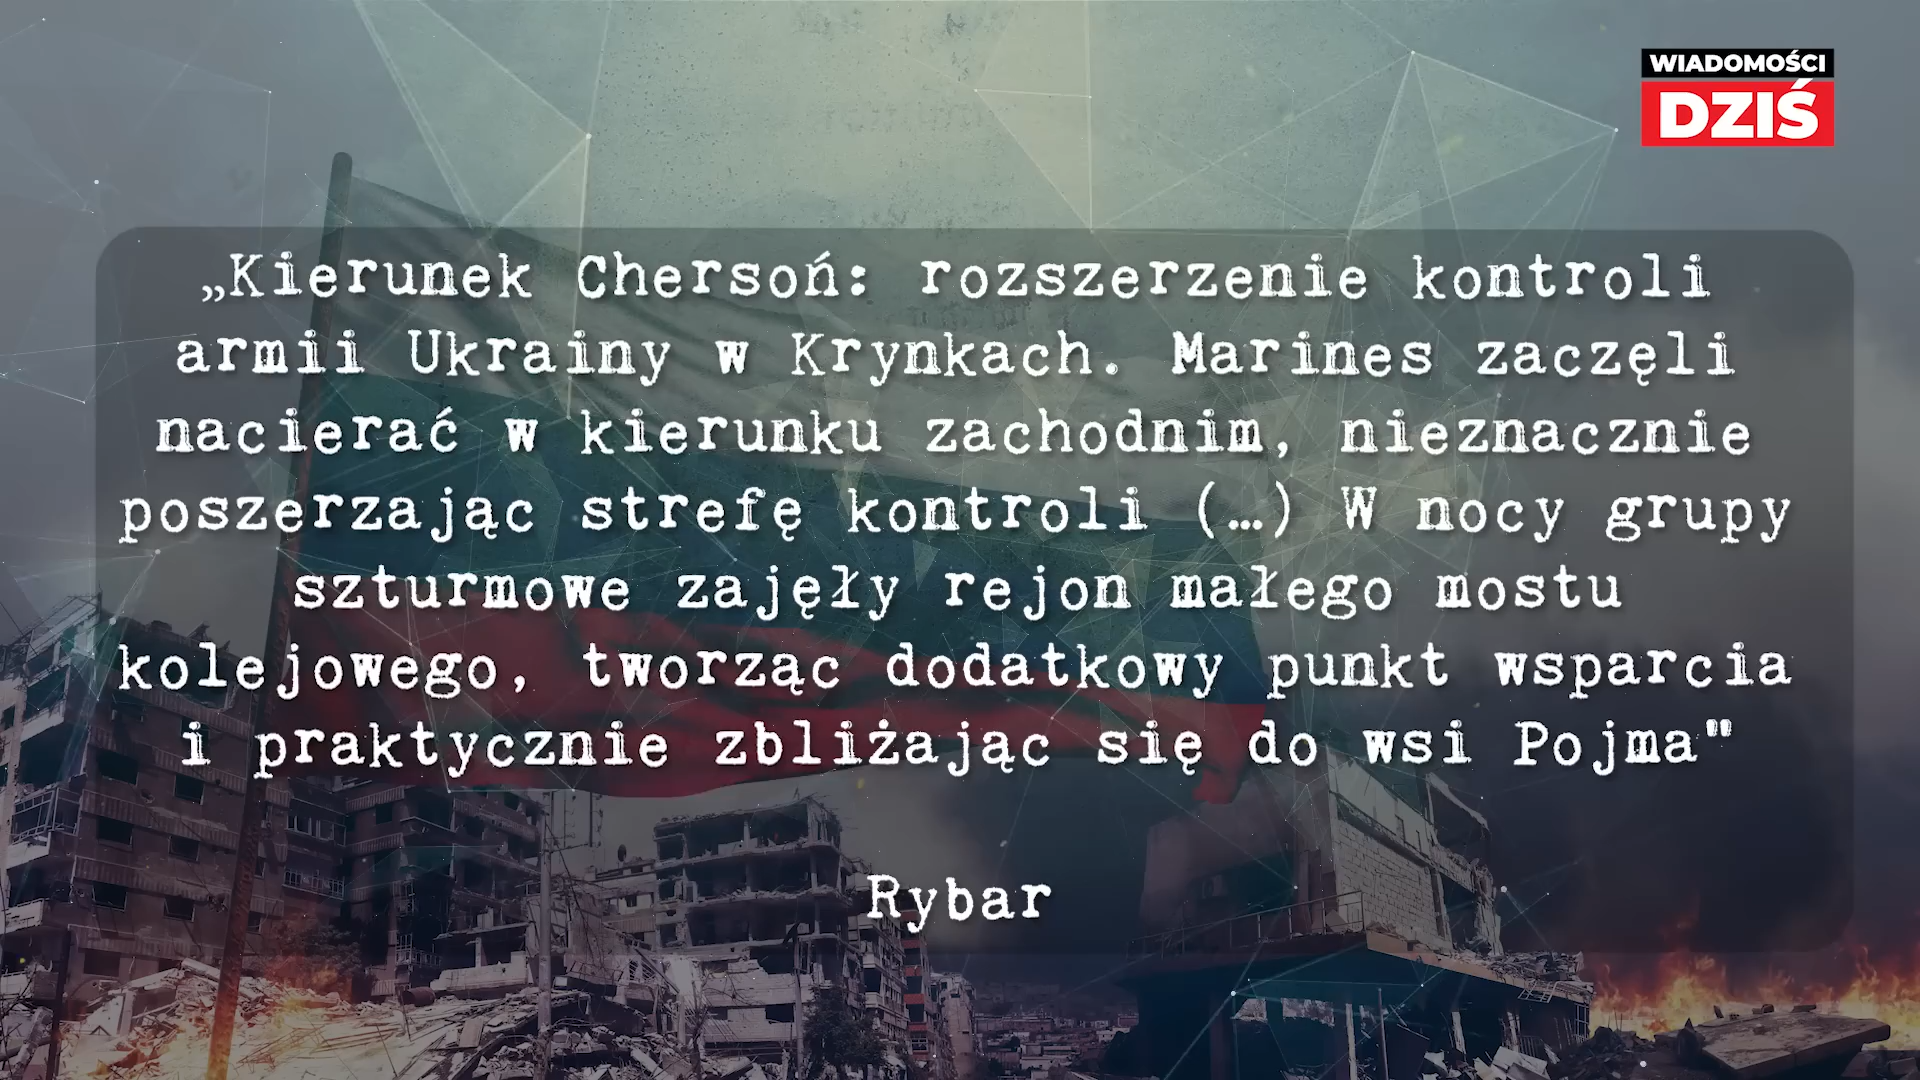 WIADOMOŚCI
DZIŚ
„Kierunek Chersoń: rozszerzenie kontroli
armii Ukrainy w Krynkach. Marines zaczęli
nacierać w kierunku zachodnim, nieznacznie
poszerzając strefę kontroli (…) W nocy grupy
szturmowe zajęły rejon małego mostu
kolejowego, tworząc dodatkowy punkt wsparcia
i praktycznie zbliżając się do wsi Pojma"
Rybar